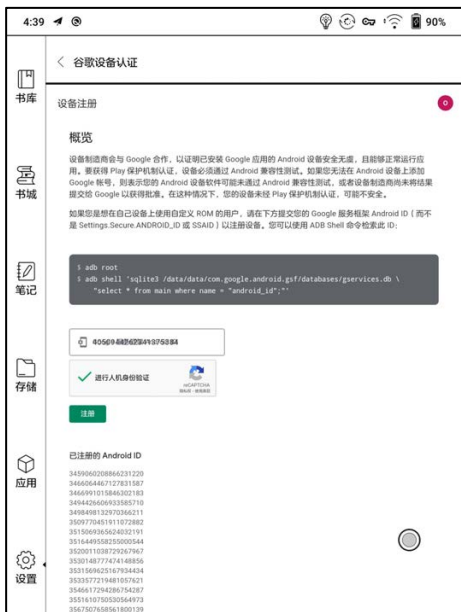 4:39
90%
谷歌设备认证
设备注册
书库
书城
笔记
存储
应用
设置
概览
设备制造商会与 Google 合作，以证明已安装 Google 应用的 Android 设备安全无虞，且能够正常运行应
用。要获得 Play 保护机制认证，设备必须通过 Android 兼容性测试。如果您无法在 Android 设备上添加
Google 帐号，则表示您的 Android 设备软件可能未通过 Android 兼容性测试，或者设备制造商尚未将结果
提交给 Google 以获得批准。在这种情况下，您的设备未经 Play 保护机制认证，可能不安全。
如果您是想在自己设备上使用自定义 ROM 的用户，请在下方提交您的 Google 服务框架 Android ID（而不
是 Settings.Secure.ANDROID_ID 或 SSAID）以注册设备。您可以使用 ADB Shell 命令检索此 ID：
$ adb root
$ adb shell 'sqlite3 /data/data/com.google.android.gsf/databases/gservices.db \
"select * from main where name = "android_id";"'
进行人机身份验证
reCAPTCHA
注册
已注册的 Android ID
3459060208866231220
3466064467127831587
3466991015846302183
3494426606933585710
3498498132970366211
3509770451911072882
3515069365624032191
3516449558255000544
3520011038729267967
3530148777474148856
3531569625167934434
3533577219481057621
3546617294286754287
3551610750530564973
3567507658561800139